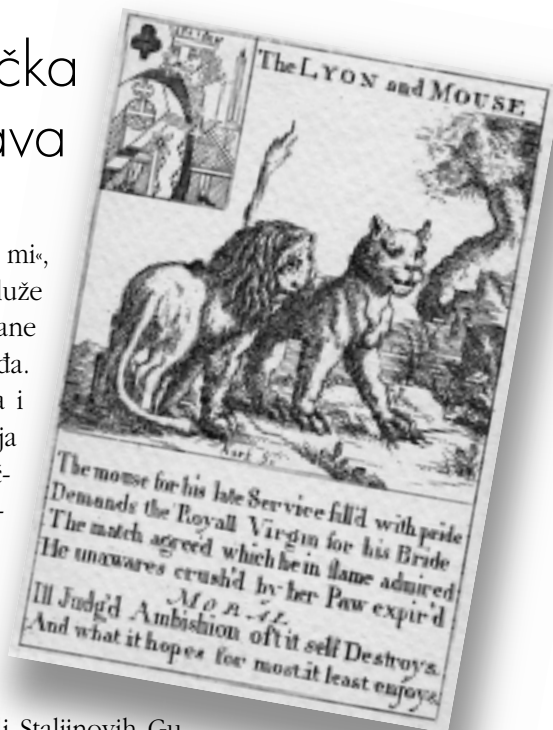 čka
ava
mi«,
luže
ane
đa.
a i
ja
č-
-
The LYON and MOUSE
The mouse for his late Service fill'd with pride
Demands the Royall Virgin for his Bride
The match agreed which he in flame admired
He unawares crush'd by her Paw expir'd
MORAL
Ill Judg'd Ambishion oft it self Destroys
And what it hopes for most it least enjoys
i Staljinovih Gu